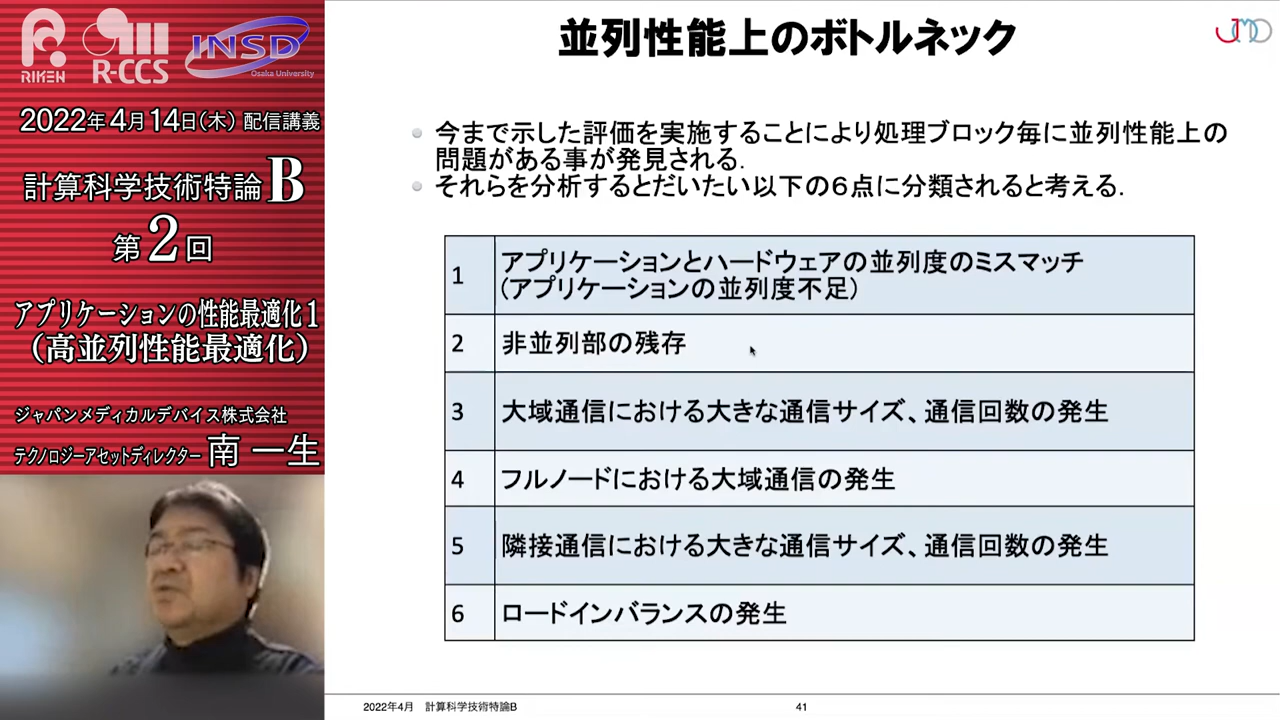 RIKEN
R-CCS
INSD
Osaka University
2022年4月14日(木) 配信講義
計算科学技術特論B
第2回
アプリケーションの性能最適化1
(高並列性能最適化)
ジャパンメディカルデバイス株式会社
テクノロジーアセットディレクター 南 一生
並列性能上のボトルネック
JMD
今まで示した評価を実施することにより処理ブロック毎に並列性能上の
問題がある事が発見される.
それらを分析するとだいたい以下の6点に分類されると考える.
1 アプリケーションとハードウェアの並列度のミスマッチ
(アプリケーションの並列度不足)
2 非並列部の残存
3 大域通信における大きな通信サイズ、通信回数の発生
4 フルノードにおける大域通信の発生
5 隣接通信における大きな通信サイズ、通信回数の発生
6 ロードインバランスの発生
2022年4月 計算科学技術特論B
41